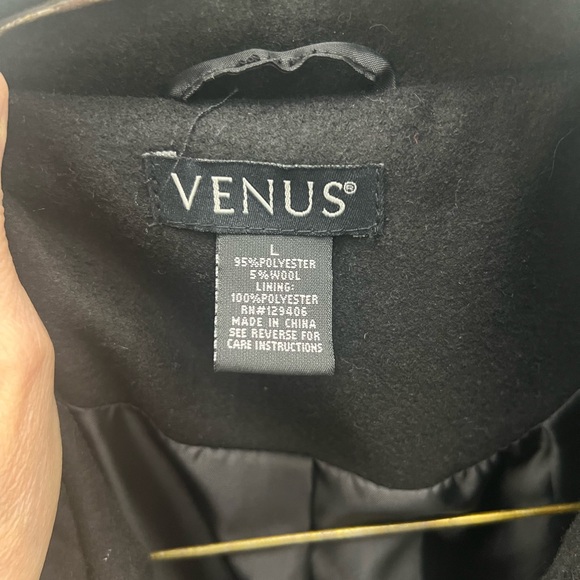 VENUS®
L
95%POLYESTER
5%WOOL
LINING:
100%POLYESTER
RN#129406
MADE IN CHINA
SEE REVERSE FOR
CARE INSTRUCTIONS